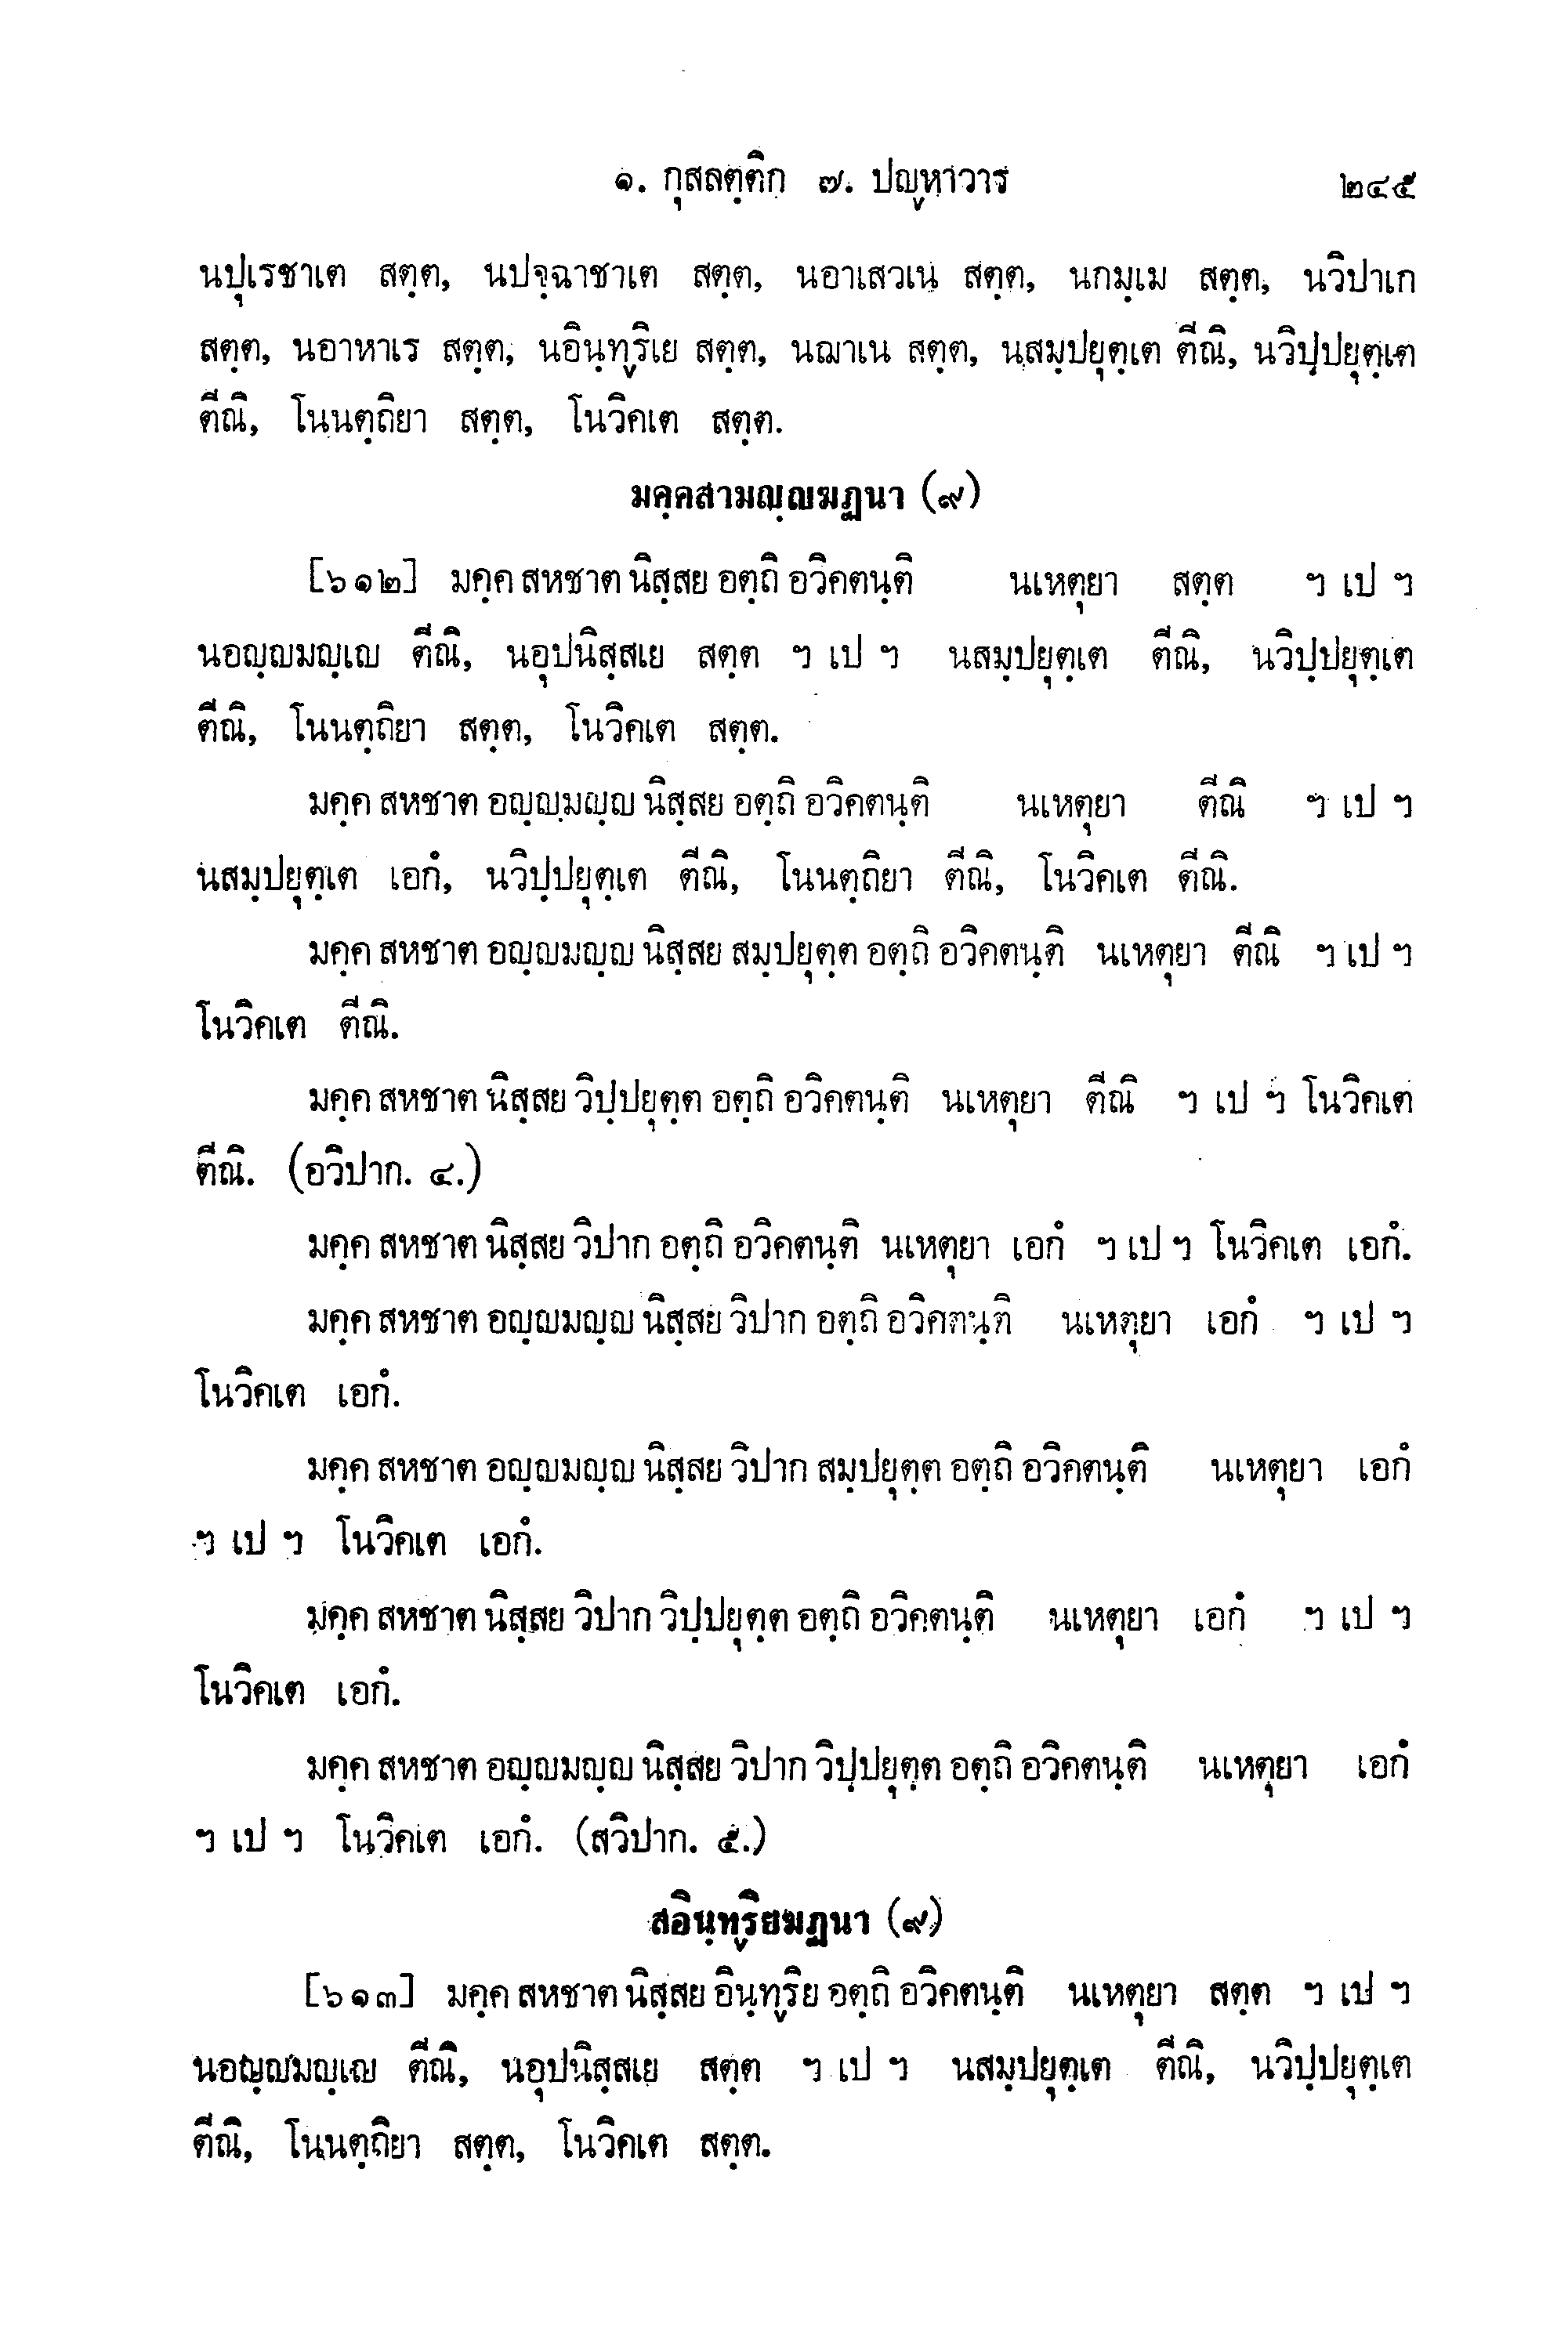 ๑. กุสลตฺติก ๗. ปญฺหาวาร ๒๔๕
นปุเรชาเต สตฺต, นปจฺฉาชาเต สตฺต, นอาเสวเน สตฺต, นกมฺเม สตฺต, นวิปาเก
สตฺต, นอาหาเร สตฺต, นอินฺทฺริเย สตฺต, นฌาเน สตฺต, นสมฺปยุตฺเต ตีณิ, นวิปฺปยุตฺเต
ตีณิ, โนนตฺถิยา สตฺต, โนวิคเต สตฺต.
มคฺคสามญฺญฆฏนา (๙)
[๖๑๒] มคฺค สหชาต นิสฺสย อตฺถิ อวิคตนฺติ นเหตุยา สตฺต ฯ เป ฯ
นอญฺญมญฺเญ ตีณิ, นอุปนิสฺสเย สตฺต ฯ เป ฯ นสมฺปยุตฺเต ตีณิ, นวิปฺปยุตฺเต
ตีณิ, โนนตฺถิยา สตฺต, โนวิคเต สตฺต.
มคฺค สหชาต อญฺญมญฺญ นิสฺสย อตฺถิ อวิคตนฺติ นเหตุยา ตีณิ ฯ เป ฯ
นสมฺปยุตฺเต เอกํ, นวิปฺปยุตฺเต ตีณิ, โนนตฺถิยา ตีณิ, โนวิคเต ตีณิ.
มคฺค สหชาต อญฺญมญฺญ นิสฺสย สมฺปยุตฺต อตฺถิ อวิคตนฺติ นเหตุยา ตีณิ ฯ เป ฯ
โนวิคเต ตีณิ.
มคฺค สหชาต นิสฺสย วิปฺปยุตฺต อตฺถิ อวิคตนฺติ นเหตุยา ตีณิ ฯ เป ฯ โนวิคเต
ตีณิ. (อวิปาก. ๔.)
มคฺค สหชาต นิสฺสย วิปาก อตฺถิ อวิคตนฺติ นเหตุยา เอกํ ฯ เป ฯ โนวิคเต เอกํ.
มคฺค สหชาต อญฺญมญฺญ นิสฺสย วิปาก อตฺถิ อวิคตนฺติ นเหตุยา เอกํ ฯ เป ฯ
โนวิคเต เอกํ.
มคฺค สหชาต อญฺญมญฺญ นิสฺสย วิปาก สมฺปยุตฺต อตฺถิ อวิคตนฺติ นเหตุยา เอกํ
ฯ เป ฯ โนวิคเต เอกํ.
มคฺค สหชาต นิสฺสย วิปาก วิปฺปยุตฺต อตฺถิ อวิคตนฺติ นเหตุยา เอกํ ฯ เป ฯ
โนวิคเต เอกํ.
มคฺค สหชาต อญฺญมญฺญ นิสฺสย วิปาก วิปฺปยุตฺต อตฺถิ อวิคตนฺติ นเหตุยา เอกํ
ฯ เป ฯ โนวิคเต เอกํ. (สวิปาก. ๕.)
สอินฺทฺริยฆฏนา (๙)
[๖๑๓] มคฺค สหชาต นิสฺสย อินฺทฺริย อตฺถิ อวิคตนฺติ นเหตุยา สตฺต ฯ เป ฯ
นอญฺญมญฺเญ ตีณิ, นอุปนิสฺสเย สตฺต ฯ เป ฯ นสมฺปยุตฺเต ตีณิ, นวิปฺปยุตฺเต
ตีณิ, โนนตฺถิยา สตฺต, โนวิคเต สตฺต.